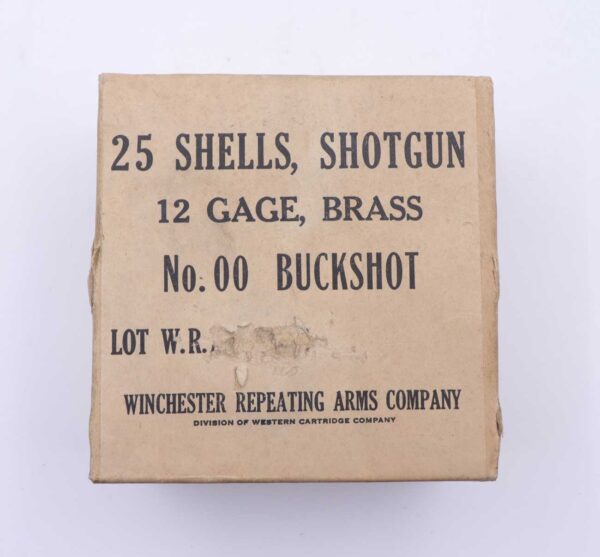 25 SHELLS, SHOTGUN
12 GAGE, BRASS
No. 00 BUCKSHOT
LOT W.R.
WINCHESTER REPEATING ARMS COMPANY
DIVISION OF WESTERN CARTRIDGE COMPANY